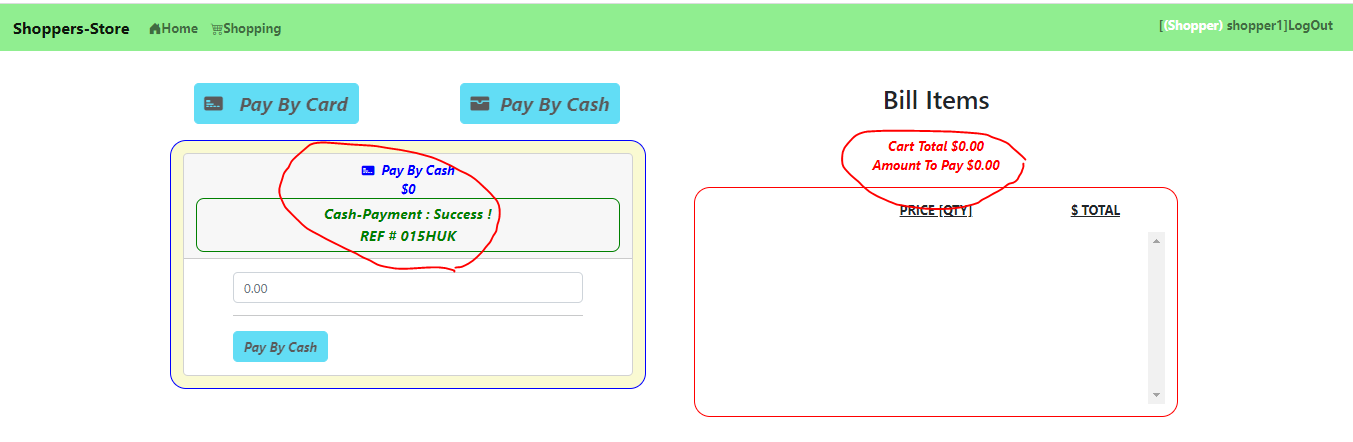 Shoppers-Store Home Shopping [(Shopper) shopper1]LogOut
Pay By Card Pay By Cash
Pay By Cash
$0
Cash-Payment : Success !
REF # 015HUK
0.00
Pay By Cash
Bill Items
Cart Total $0.00
Amount To Pay $0.00
PRICE [QTY] $ TOTAL